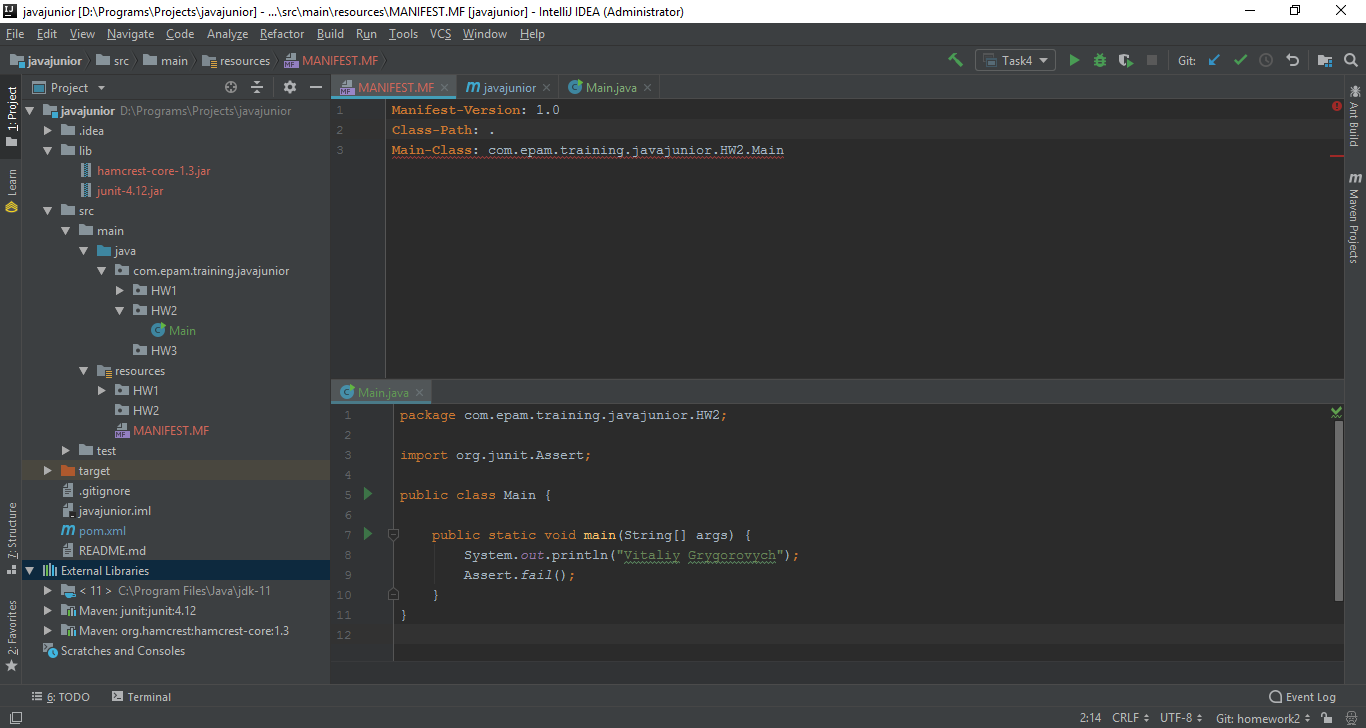 javajunior [D:\Programs\Projects\javajunior] - ...\src\main\resources\MANIFEST.MF [javajunior] - IntelliJ IDEA (Administrator)
File Edit View Navigate Code Analyze Refactor Build Run Tools VCS Window Help
javajunior src main resources MANIFEST.MF Task4 Git:
1: Project
Learn
7: Structure
2: Favorites
Project
javajunior D:\Programs\Projects\javajunior
.idea
lib
hamcrest-core-1.3.jar
junit-4.12.jar
src
main
java
com.epam.training.javajunior
HW1
HW2
Main
HW3
resources
HW1
HW2
MANIFEST.MF
test
target
.gitignore
javajunior.iml
pom.xml
README.md
External Libraries
< 11 > C:\Program Files\Java\jdk-11
Maven: junit:junit:4.12
Maven: org.hamcrest:hamcrest-core:1.3
Scratches and Consoles
MANIFEST.MF javajunior Main.java
1 Manifest-Version: 1.0
2 Class-Path: .
3 Main-Class: com.epam.training.javajunior.HW2.Main
Main.java
1 package com.epam.training.javajunior.HW2;
2
3 import org.junit.Assert;
4
5 public class Main {
6
7 public static void main(String[] args) {
8 System.out.println("Vitaliy Grygorovych");
9 Assert.fail();
10 }
11 }
12
Ant Build
Maven Projects
6: TODO Terminal Event Log
2:14 CRLF UTF-8 Git: homework2